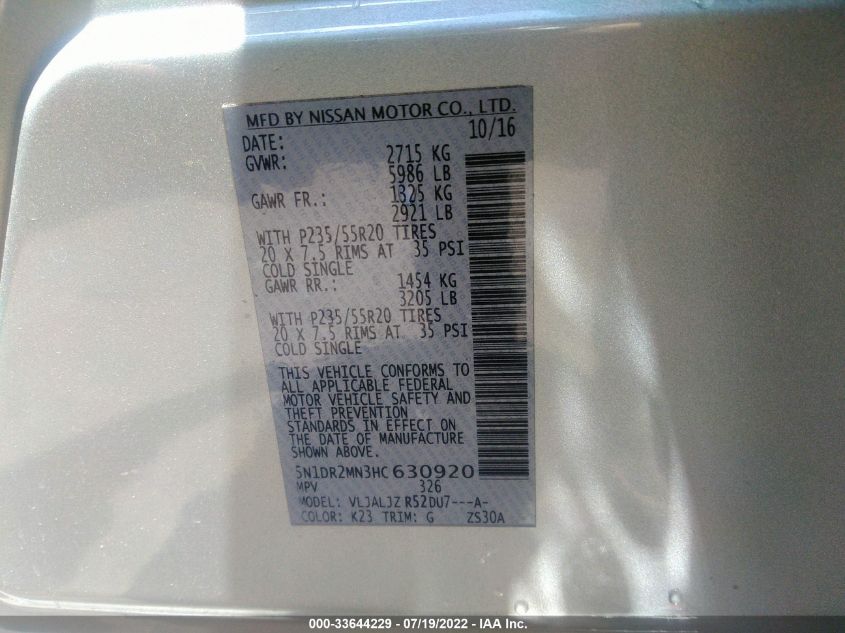 MFD BY NISSAN MOTOR CO., LTD.
DATE: 10/16
GVWR: 2715 KG
5986 LB
GAWR FR.: 1325 KG
2921 LB
WITH P235/55R20 TIRES
20 X 7.5 RIMS AT 35 PSI
COLD SINGLE
GAWR RR.: 1454 KG
3205 LB
WITH P235/55R20 TIRES
20 X 7.5 RIMS AT 35 PSI
COLD SINGLE
THIS VEHICLE CONFORMS TO
ALL APPLICABLE FEDERAL
MOTOR VEHICLE SAFETY AND
THEFT PREVENTION
STANDARDS IN EFFECT ON
THE DATE OF MANUFACTURE
SHOWN ABOVE.
5N1DR2MN3HC630920
MPV 326
MODEL: VLJALJZ R52DU7---A-
COLOR: K23 TRIM: G ZS30A
000-33644229 - 07/19/2022 - IAA Inc.